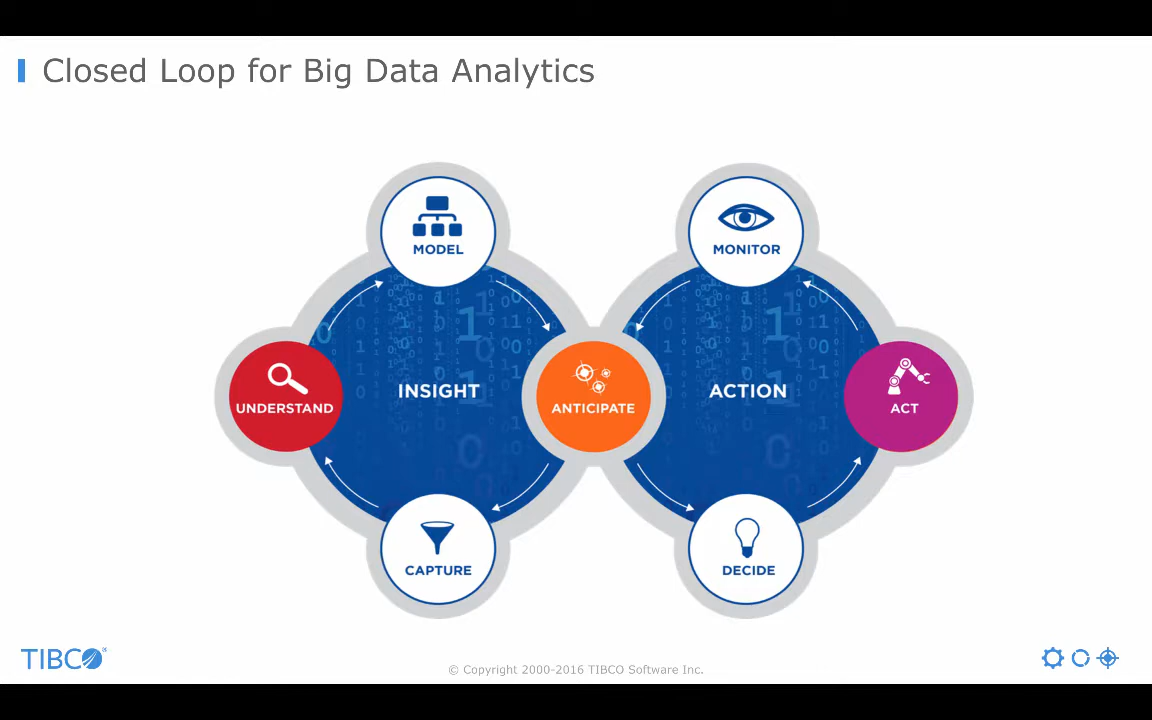 Closed Loop for Big Data Analytics
MODEL
MONITOR
UNDERSTAND
INSIGHT
ANTICIPATE
ACTION
ACT
CAPTURE
DECIDE
TIBCO®
© Copyright 2000-2016 TIBCO Software Inc.